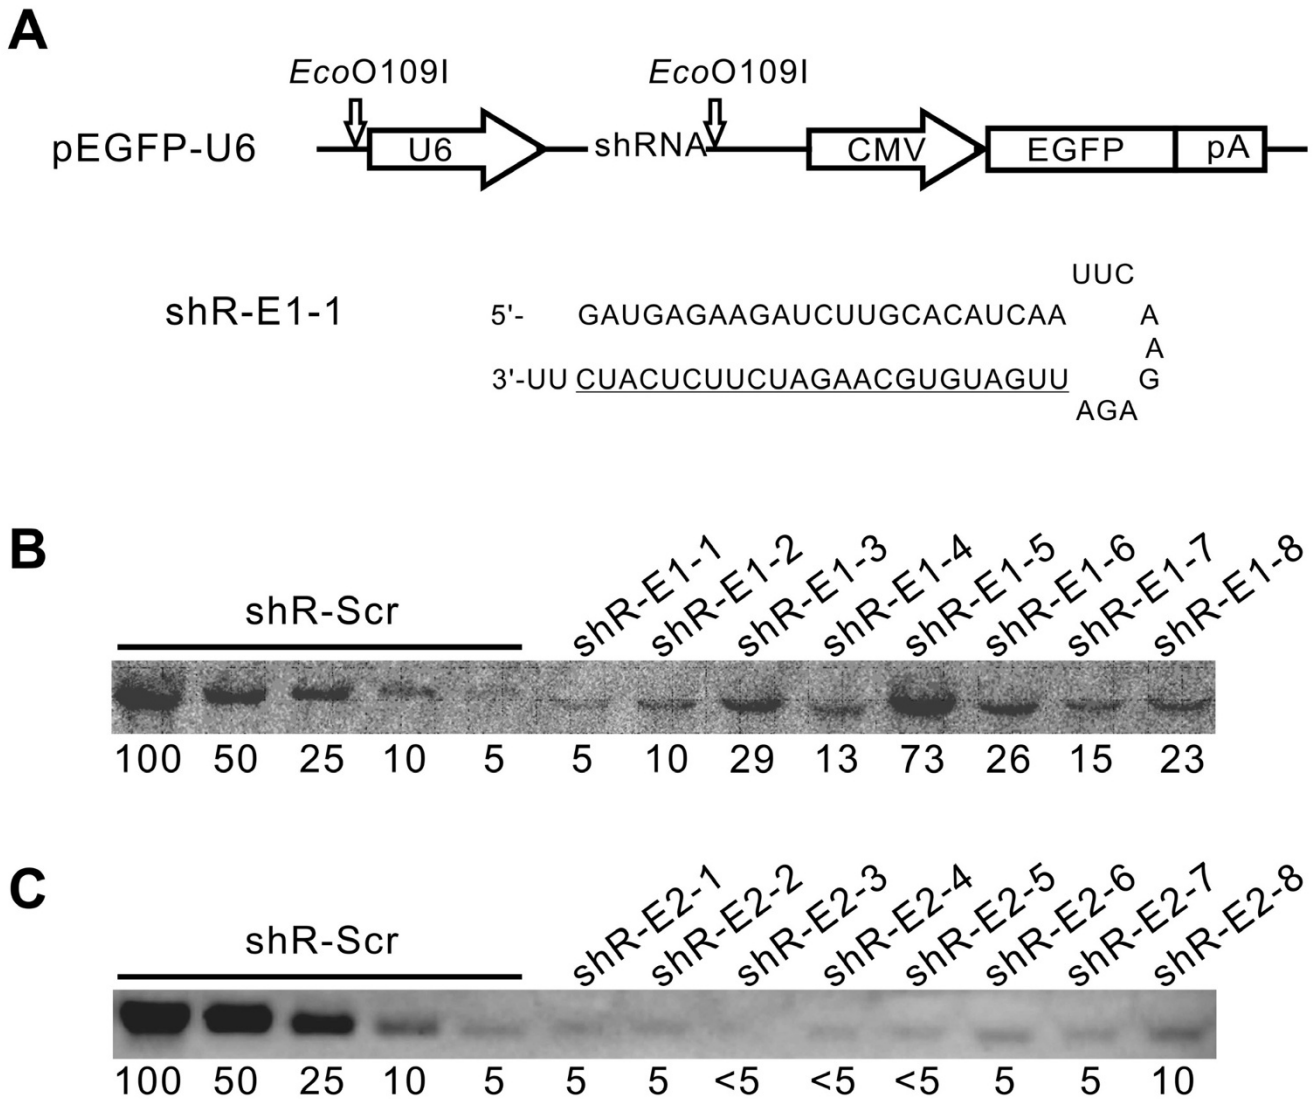 A
EcoO109I EcoO109I
pEGFP-U6 U6 shRNA CMV EGFP pA
UUC
shR-E1-1 5'- GAUGAGAAGAUCUUGCACAUCAA A
A
3'-UU CUACUCUUCUAGAACGUGUAGUU G
AGA
B
shR-Scr shR-E1-1 shR-E1-2 shR-E1-3 shR-E1-4 shR-E1-5 shR-E1-6 shR-E1-7 shR-E1-8
100 50 25 10 5 5 10 29 13 73 26 15 23
C
shR-Scr shR-E2-1 shR-E2-2 shR-E2-3 shR-E2-4 shR-E2-5 shR-E2-6 shR-E2-7 shR-E2-8
100 50 25 10 5 5 5 <5 <5 <5 5 5 10